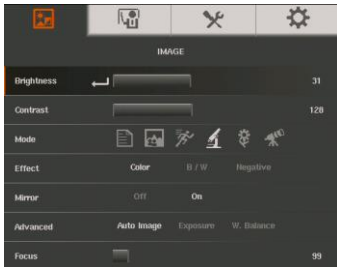 IMAGE
Brightness 31
Contrast 128
Mode
Effect Color B / W Negative
Mirror Off On
Advanced Auto Image Exposure W. Balance
Focus 99